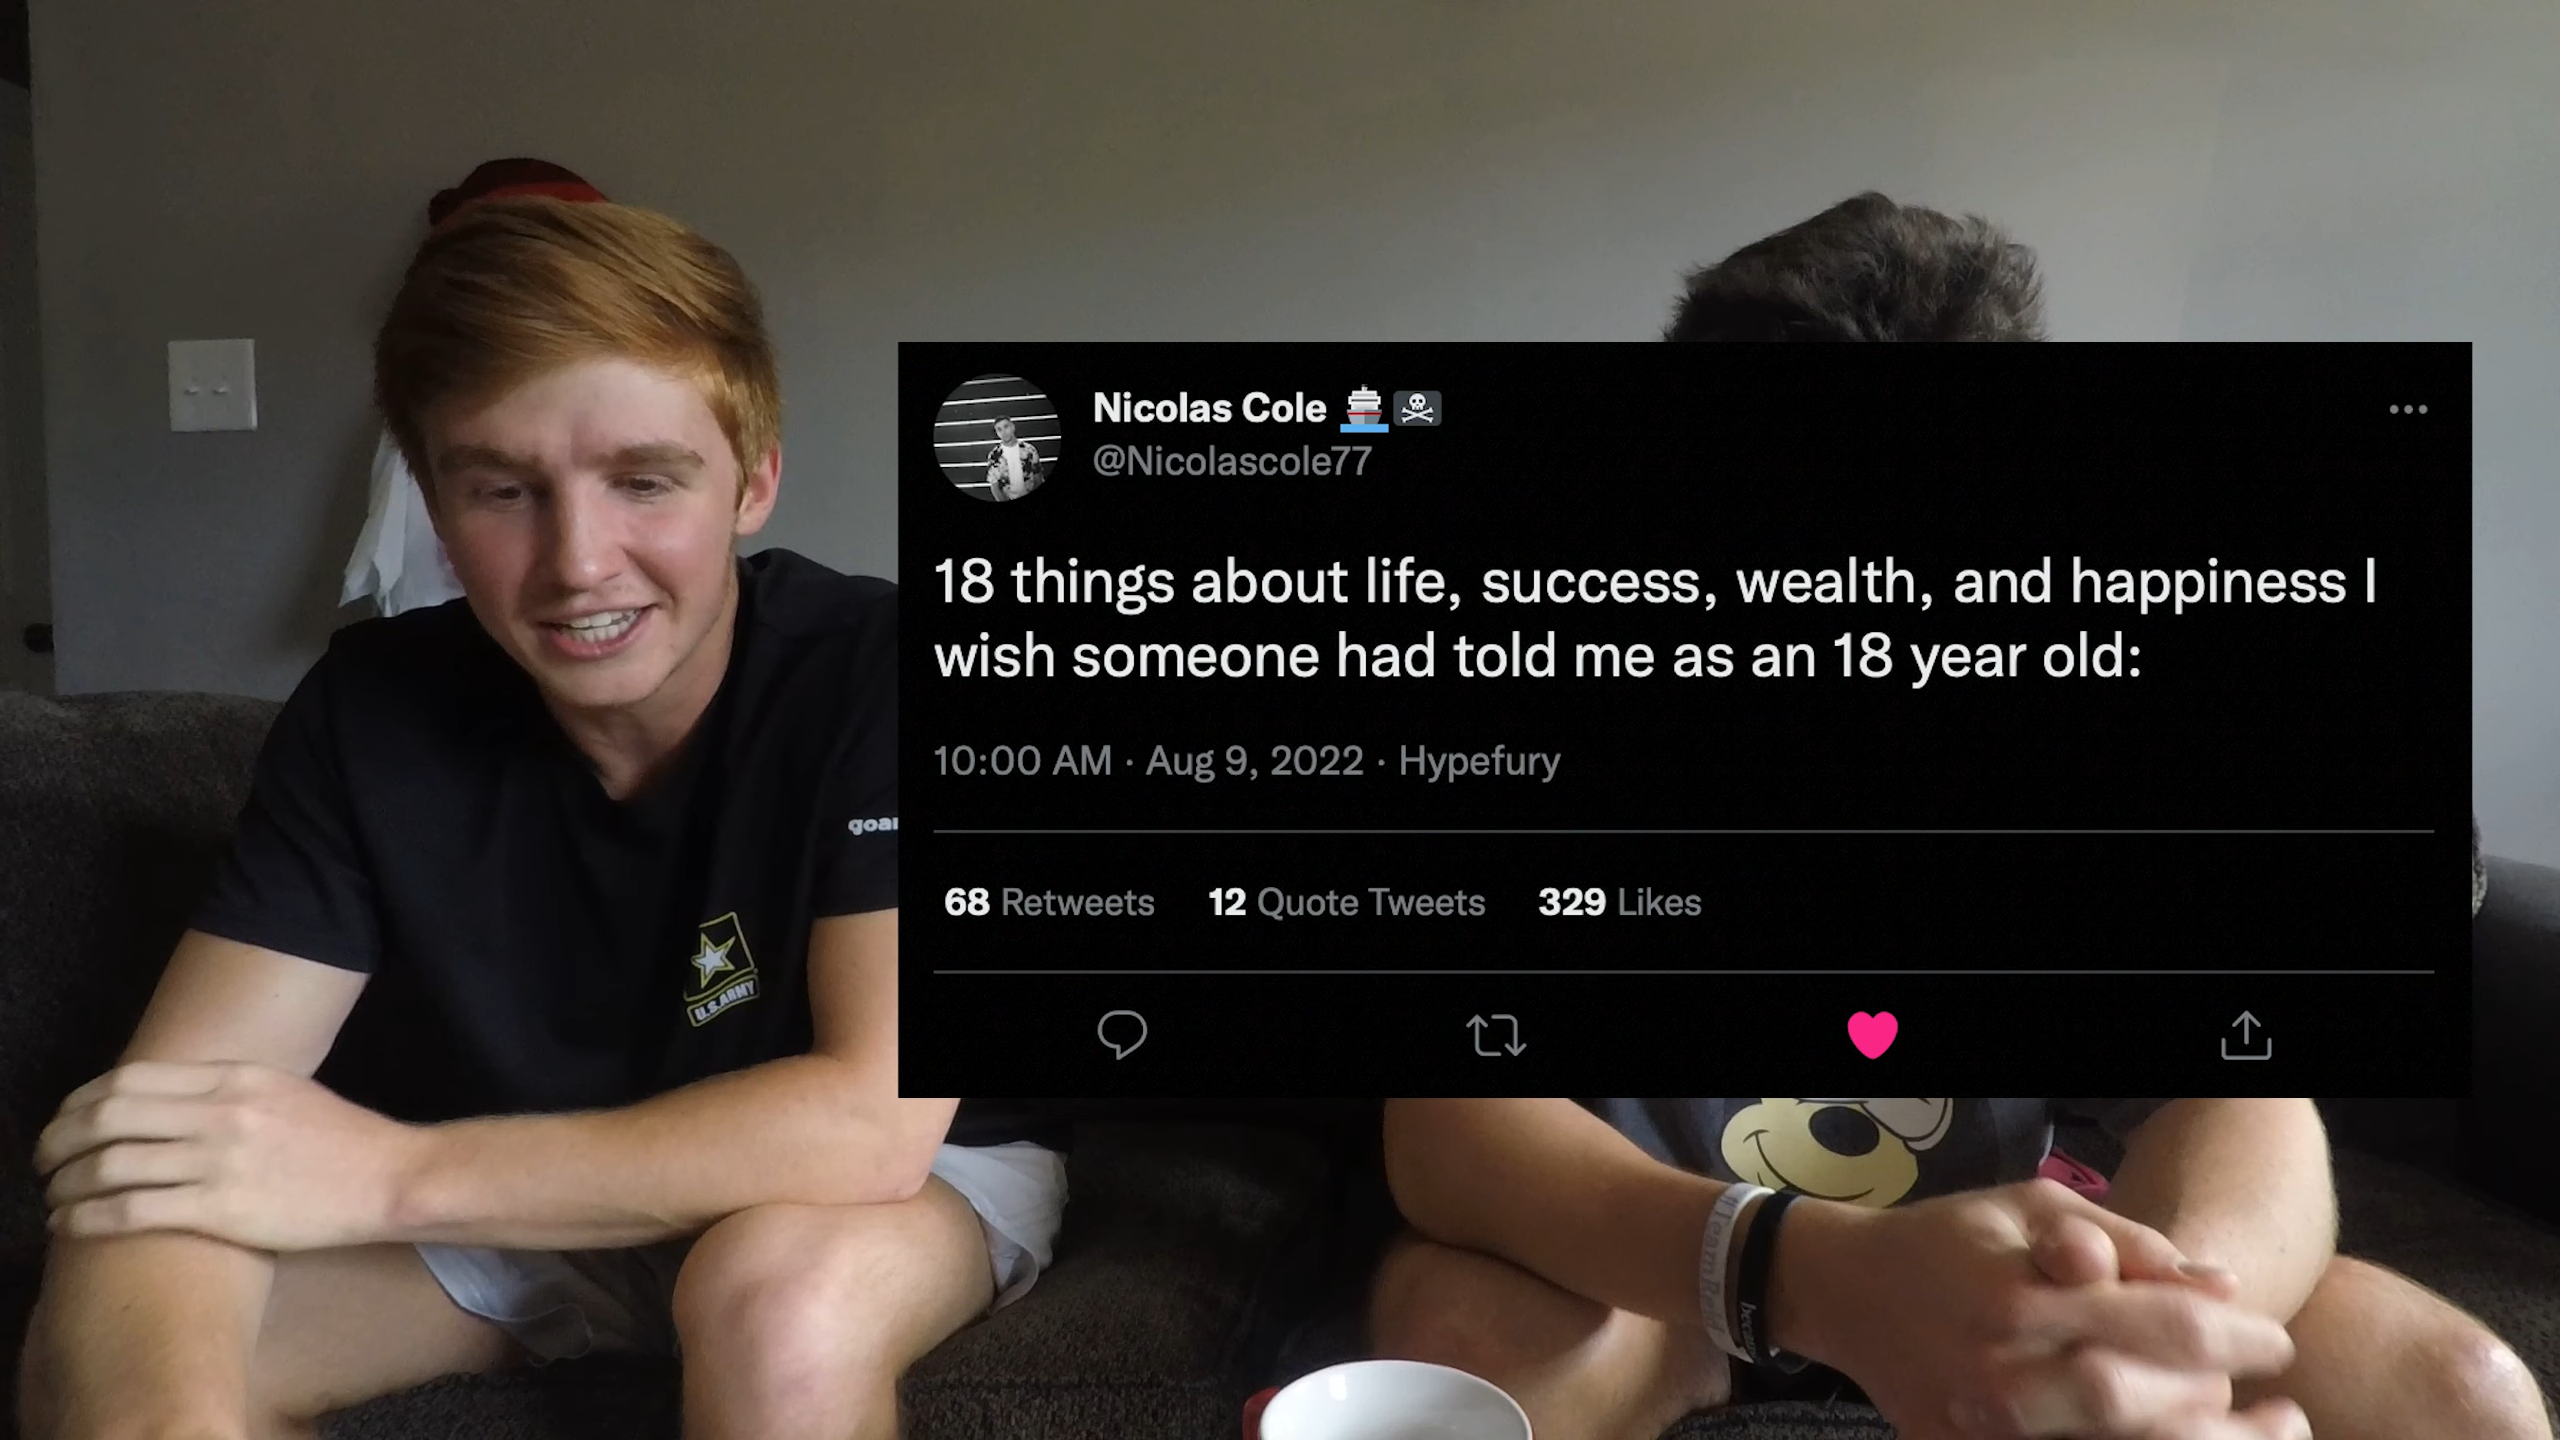 Nicolas Cole 🛳️☠️
@Nicolascole77
18 things about life, success, wealth, and happiness I
wish someone had told me as an 18 year old:
10:00 AM · Aug 9, 2022 · Hypefury
68 Retweets 12 Quote Tweets 329 Likes
goar
U.S.ARMY